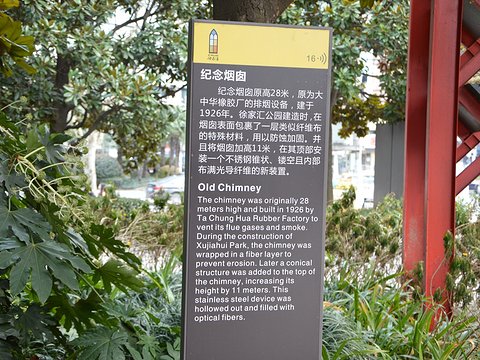 16
纪念烟囱
纪念烟囱原高28米，原为大
中华橡胶厂的排烟设备，建于
1926年。徐家汇公园建造时，在
烟囱表面包裹了一层类似纤维布
的特殊材料，用以防蚀加固。并
且将烟囱加高11米，在其顶部安
装一个不锈钢锥状、镂空且内部
布满光导纤维的新装置。
Old Chimney
The chimney was originally 28
meters high and built in 1926 by
Ta Chung Hua Rubber Factory to
vent its flue gases and smoke.
During the construction of
Xujiahui Park, the chimney was
wrapped in a fiber layer to
prevent erosion. Later a conical
structure was added to the top of
the chimney, increasing its
height by 11 meters. This
stainless steel device was
hollowed out and filled with
optical fibers.